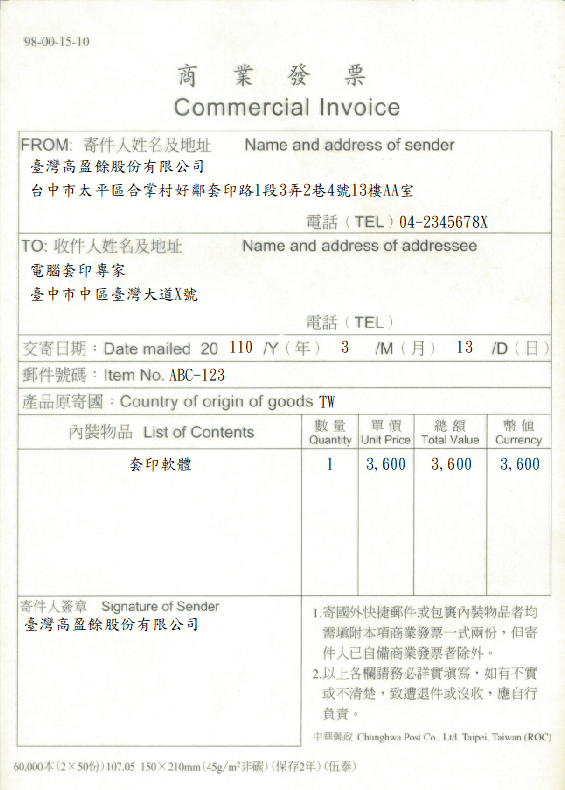 98-00-15-10
商業發票
Commercial Invoice
FROM: 寄件人姓名及地址 Name and address of sender
臺灣高盈餘股份有限公司
台中市太平區合掌村好鄰套印路1段3弄2巷4號13樓AA室
電話（TEL）04-2345678X
TO: 收件人姓名及地址 Name and address of addressee
電腦套印專家
臺中市中區臺灣大道X號
電話（TEL）
交寄日期：Date mailed 20 110 /Y（年） 3 /M（月） 13 /D（日）
郵件號碼：Item No. ABC-123
產品原寄國：Country of origin of goods TW
內裝物品 List of Contents 數量 Quantity 單價 Unit Price 總額 Total Value 幣值 Currency
套印軟體 1 3,600 3,600 3,600
寄件人簽章 Signature of Sender
臺灣高盈餘股份有限公司
1.寄國外快捷郵件或包裹內裝物品者均
需填附本項商業發票一式兩份，但寄
件人已自備商業發票者除外。
2.以上各欄請務必詳實填寫，如有不實
或不清楚，致遭退件或沒收，應自行
負責。
中華郵政 Chunghwa Post Co., Ltd. Taipei, Taiwan (ROC)
60,000本（2×50份）107.05 150×210mm（45g/m²非碳）（保存2年）（伍泰）